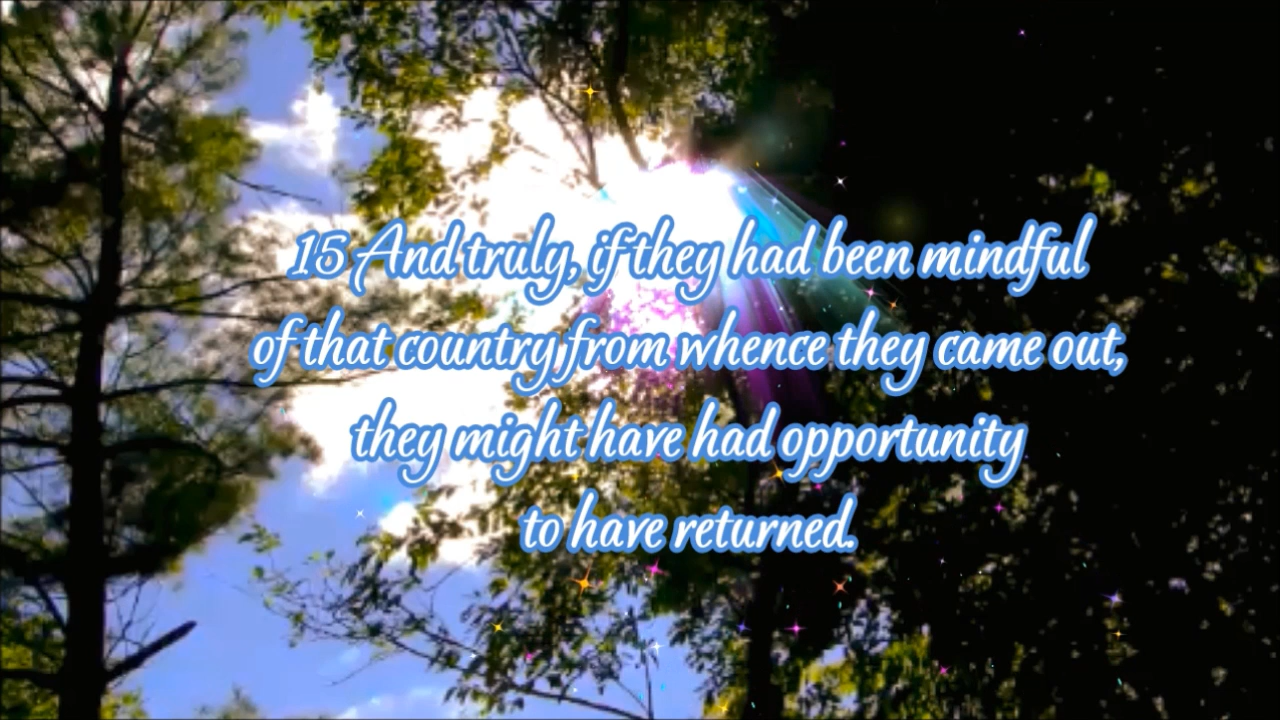 15 And truly, if they had been mindful
of that country from whence they came out,
they might have had opportunity
to have returned.